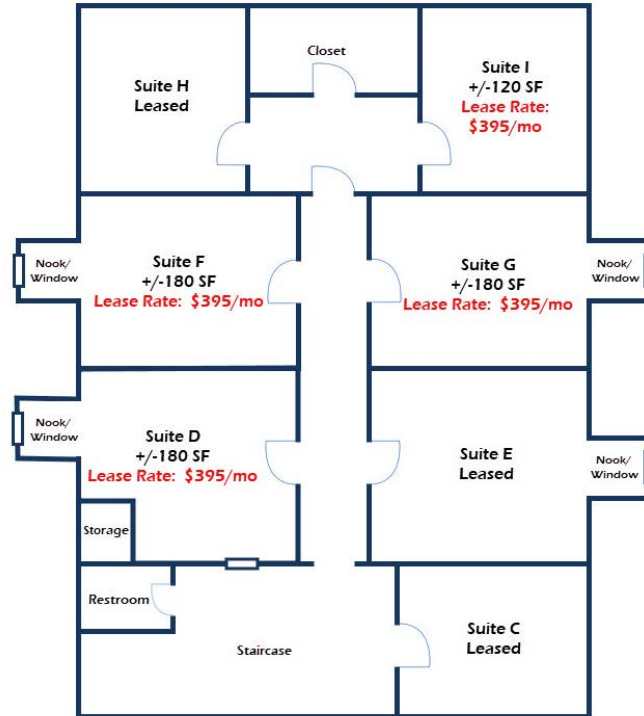 Closet
Suite H
Leased
Suite I
+/-120 SF
Lease Rate:
$395/mo
Nook/
Window
Suite F
+/-180 SF
Lease Rate: $395/mo
Suite G
+/-180 SF
Lease Rate: $395/mo
Nook/
Window
Nook/
Window
Suite D
+/-180 SF
Lease Rate: $395/mo
Suite E
Leased
Nook/
Window
Storage
Restroom
Staircase
Suite C
Leased